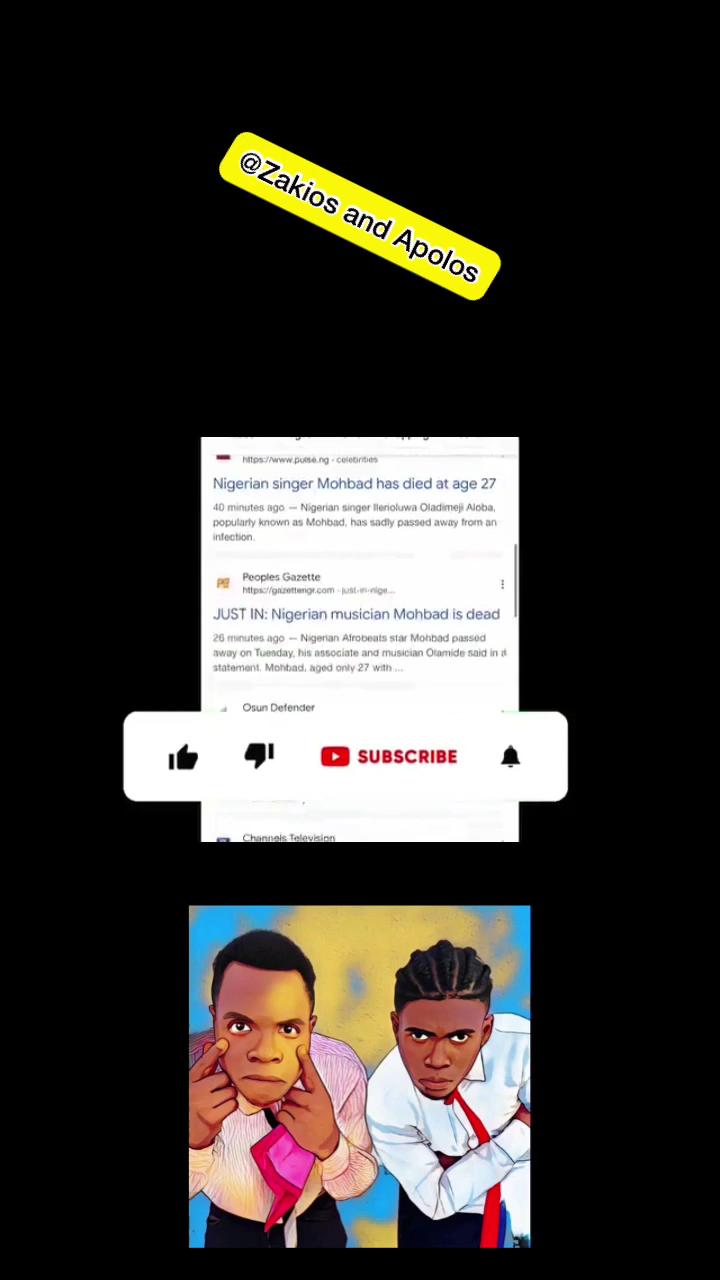 @Zakios and Apolos
https://www.pulse.ng › celebrities
Nigerian singer Mohbad has died at age 27
40 minutes ago — Nigerian singer Ilerioluwa Oladimeji Aloba,
popularly known as Mohbad, has sadly passed away from an
infection.
Peoples Gazette
https://gazettengr.com › just-in-nige...
JUST IN: Nigerian musician Mohbad is dead
26 minutes ago — Nigerian Afrobeats star Mohbad passed
away on Tuesday, his associate and musician Olamide said in a
statement. Mohbad, aged only 27 with ...
Osun Defender
SUBSCRIBE
Channels Television